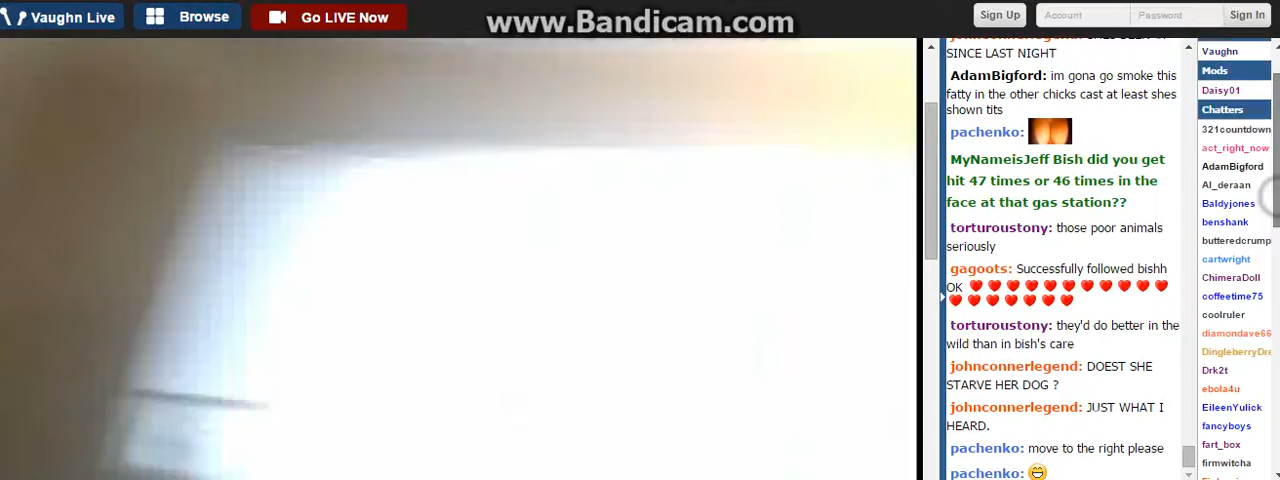 Vaughn Live
Browse
Go LIVE Now
www.Bandicam.com
Sign Up
Account
Password
Sign In
SINCE LAST NIGHT
AdamBigford: im gona go smoke this
fatty in the other chicks cast at least shes
shown tits
pachenko:
MyNameisJeff Bish did you get
hit 47 times or 46 times in the
face at that gas station??
torturoustony: those poor animals
seriously
gagoots: Successfully followed bishh
OK
torturoustony: they'd do better in the
wild than in bish's care
johnconnerlegend: DOEST SHE
STARVE HER DOG ?
johnconnerlegend: JUST WHAT I
HEARD.
pachenko: move to the right please
pachenko:
Vaughn
Mods
Daisy01
Chatters
321countdown
act_right_now
AdamBigford
Al_deraan
Baldyjones
benshank
butteredcrump
cartwright
ChimeraDoll
coffeetime75
coolruler
diamondave66
DingleberryDre
Drk2t
ebola4u
EileenYulick
fancyboys
fart_box
firmwitcha